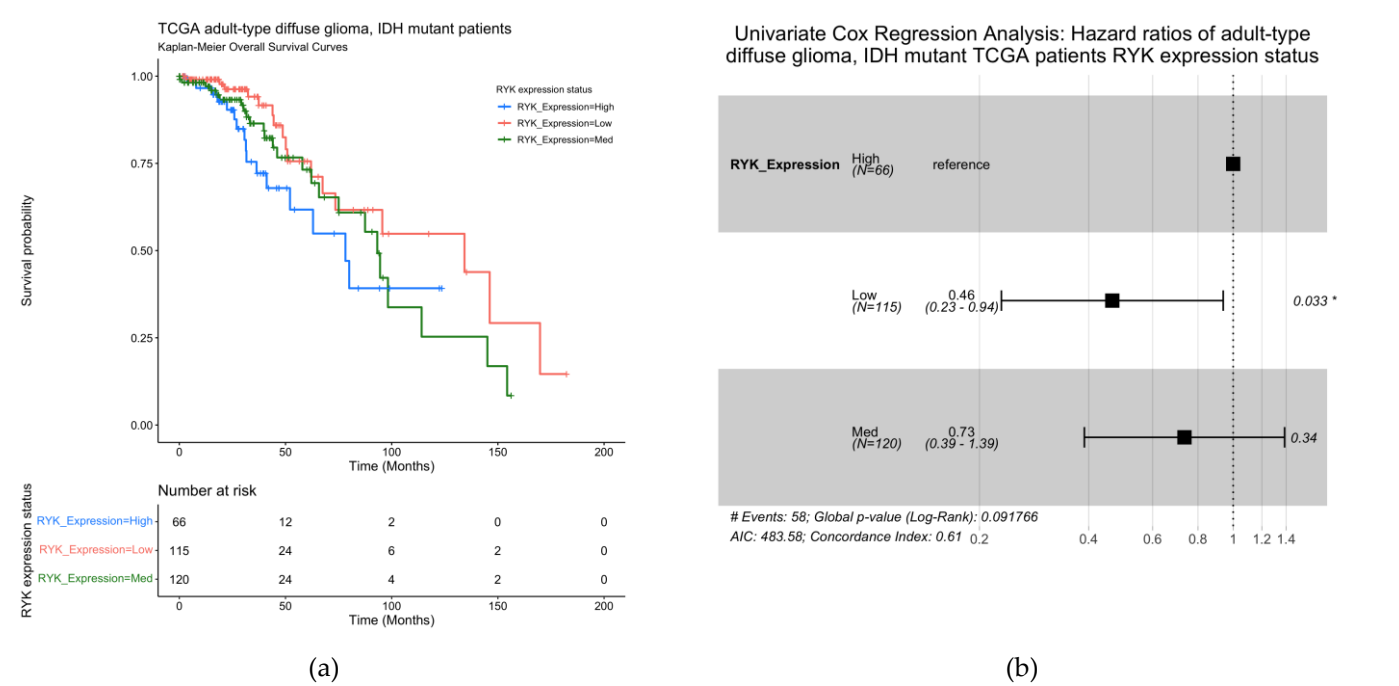 TCGA adult-type diffuse glioma, IDH mutant patients
Kaplan-Meier Overall Survival Curves
Survival probability
1.00
0.75
0.50
0.25
0.00
RYK expression status
RYK_Expression=High
RYK_Expression=Low
RYK_Expression=Med
0 50 100 150 200
Time (Months)
Number at risk
RYK expression status
RYK_Expression=High 66 12 2 0 0
RYK_Expression=Low 115 24 6 2 0
RYK_Expression=Med 120 24 4 2 0
0 50 100 150 200
Time (Months)
(a)
Univariate Cox Regression Analysis: Hazard ratios of adult-type
diffuse glioma, IDH mutant TCGA patients RYK expression status
RYK_Expression High reference
(N=66)
Low 0.46 0.033 *
(N=115) (0.23 - 0.94)
Med 0.73 0.34
(N=120) (0.39 - 1.39)
# Events: 58; Global p-value (Log-Rank): 0.091766
AIC: 483.58; Concordance Index: 0.61
0.2 0.4 0.6 0.8 1 1.2 1.4
(b)